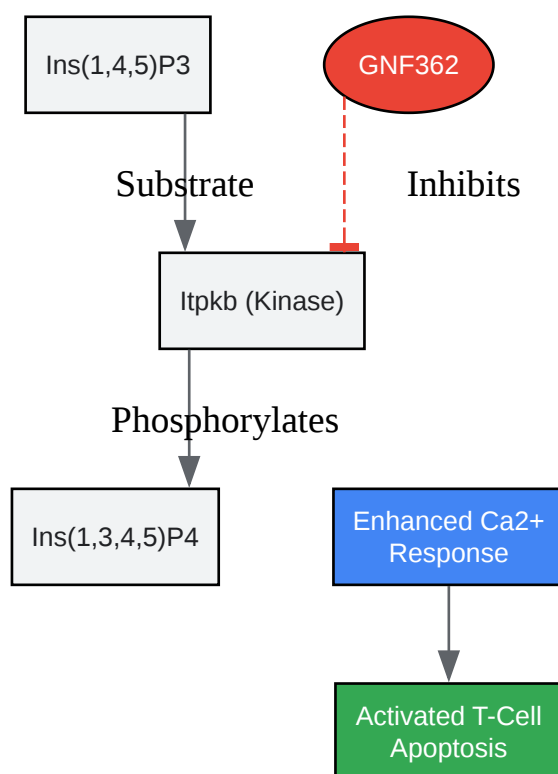 Ins(1,4,5)P3
GNF362
Substrate
Inhibits
Itpkb (Kinase)
Phosphorylates
Ins(1,3,4,5)P4
Enhanced Ca2+
Response
Activated T-Cell
Apoptosis